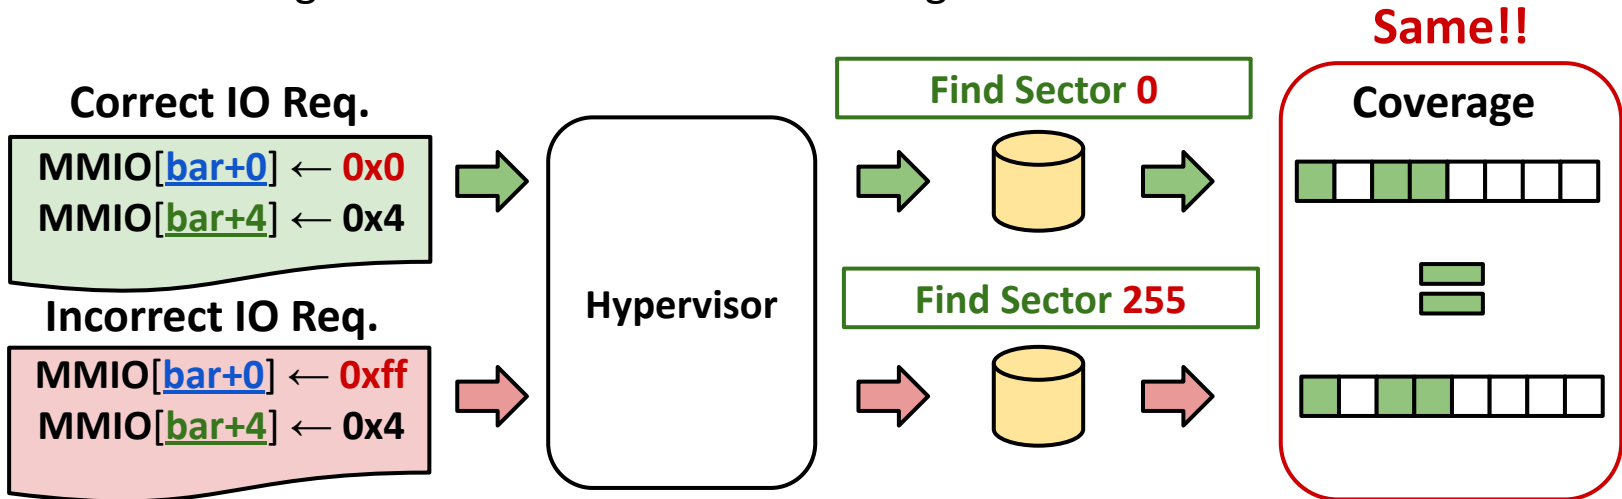 Same!!
Correct IO Req.
MMIO[bar+0] ← 0x0
MMIO[bar+4] ← 0x4
Incorrect IO Req.
MMIO[bar+0] ← 0xff
MMIO[bar+4] ← 0x4
Hypervisor
Find Sector 0
Find Sector 255
Coverage